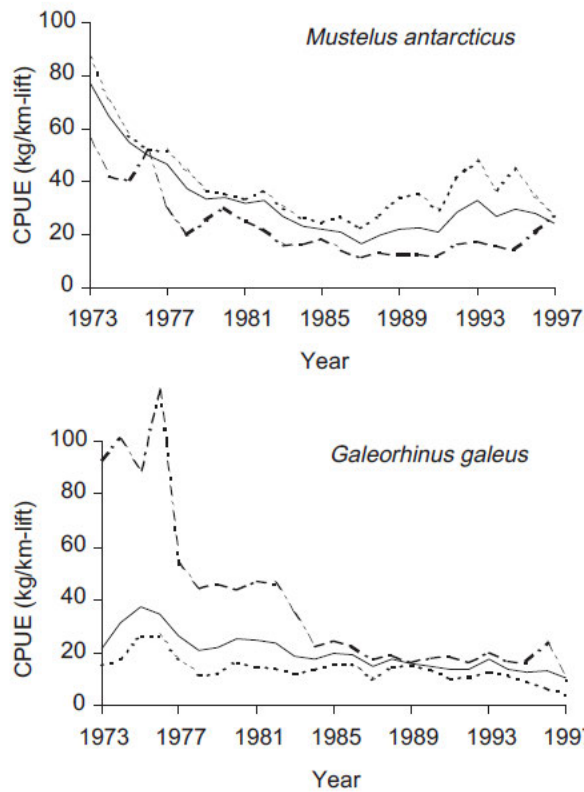 Mustelus antarcticus
CPUE (kg/km-lift)
100
80
60
40
20
0
1973 1977 1981 1985 1989 1993 1997
Year
Galeorhinus galeus
CPUE (kg/km-lift)
100
80
60
40
20
0
1973 1977 1981 1985 1989 1993 199
Year